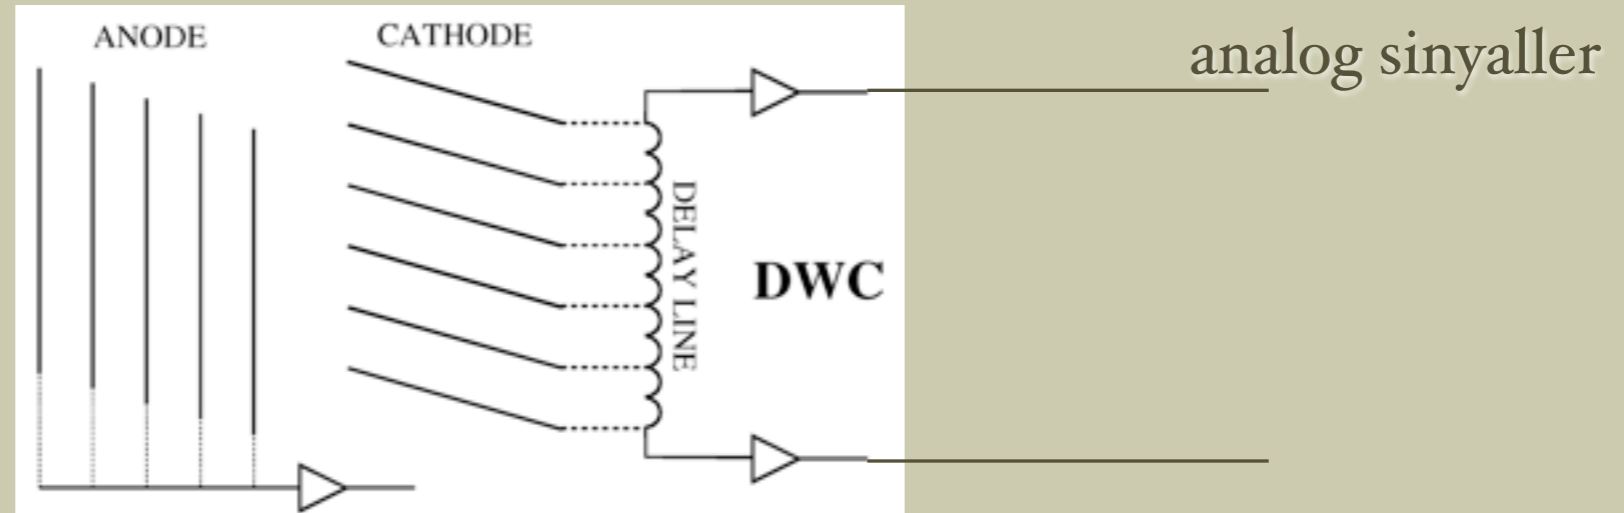 ANODE
CATHODE
analog sinyaller
DELAY LINE
DWC